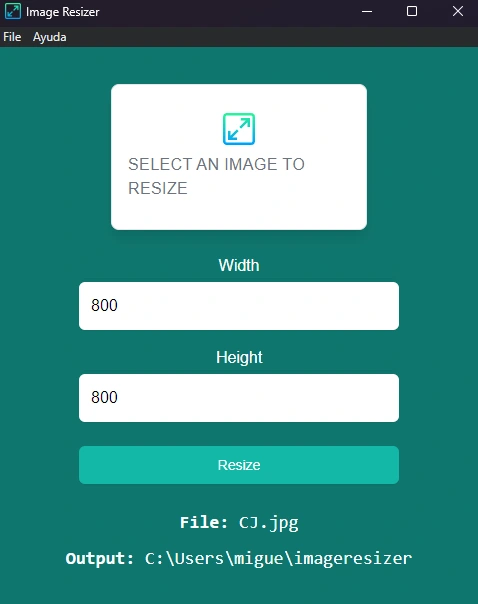 Image Resizer
File Ayuda
SELECT AN IMAGE TO
RESIZE
Width
800
Height
800
Resize
File: CJ.jpg
Output: C:\Users\migue\imageresizer